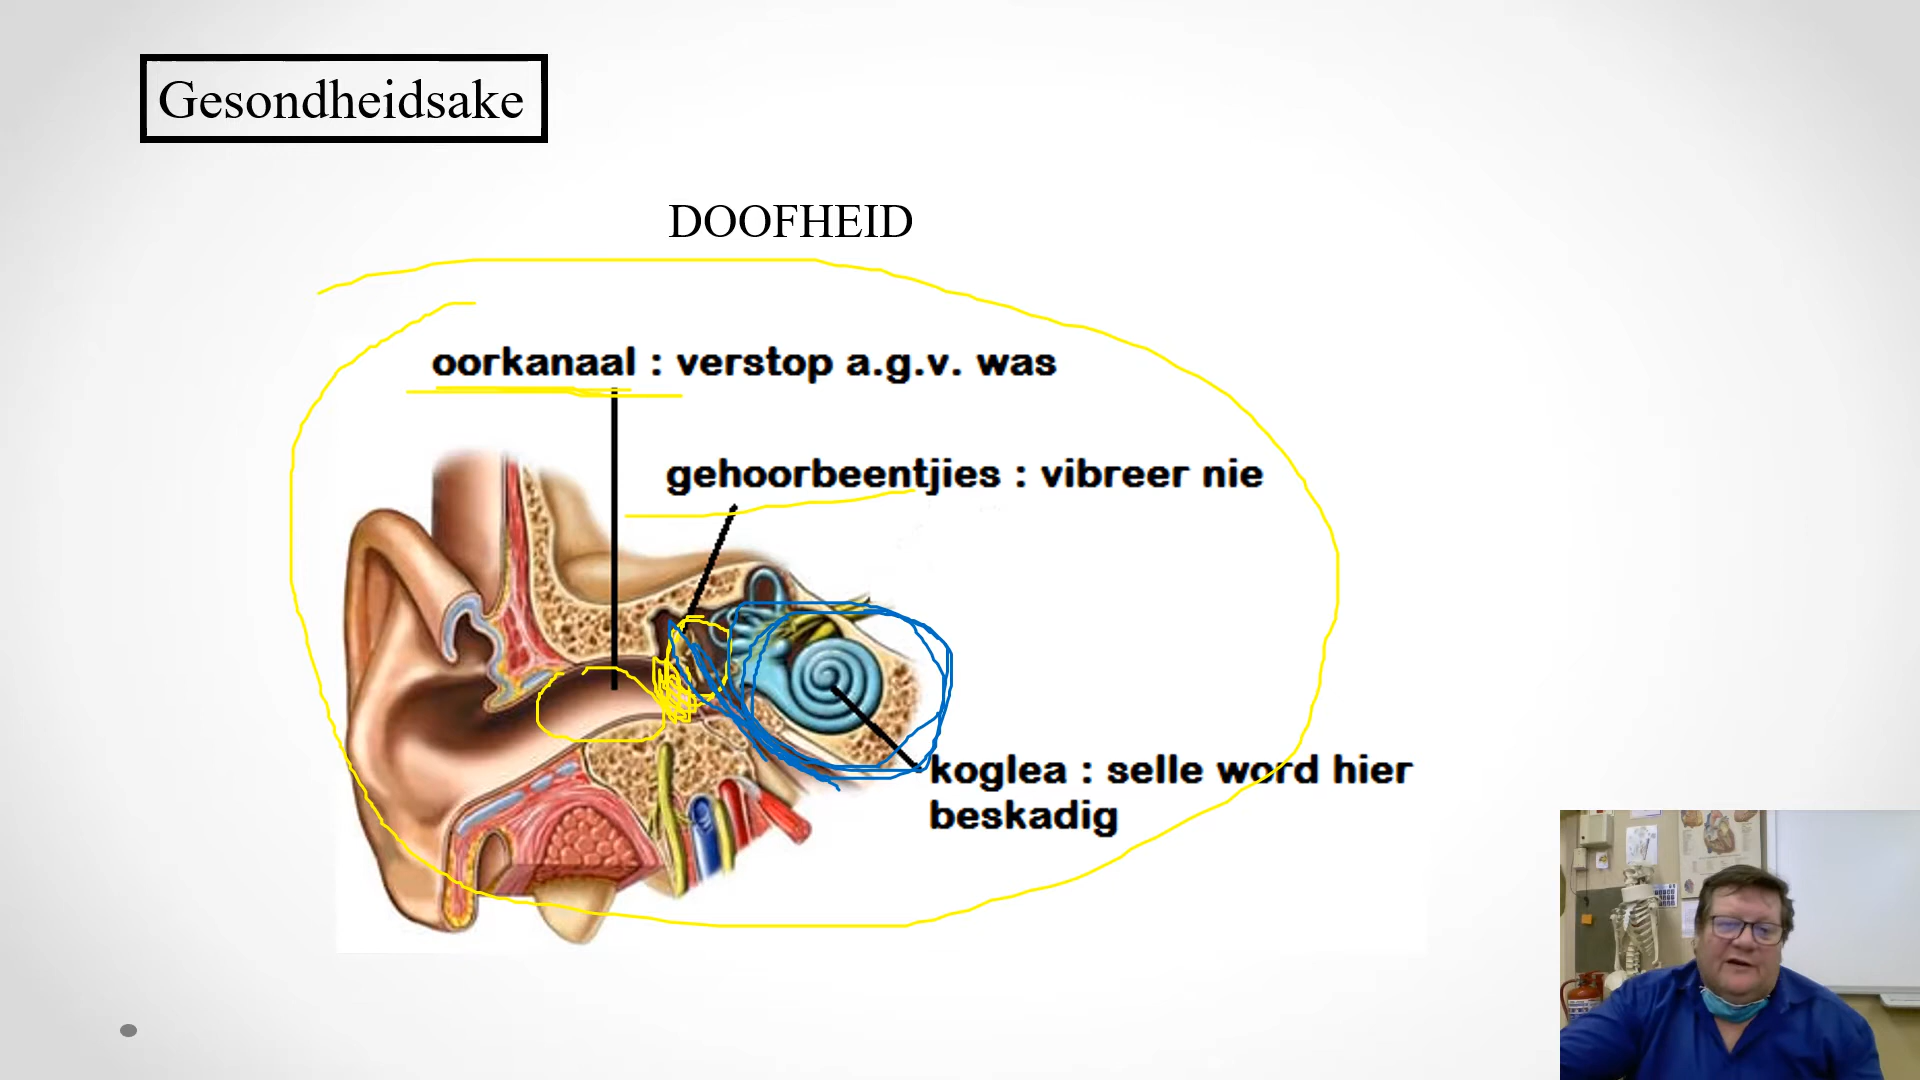 Gesondheidsake
DOOFHEID
oorkanaal : verstop a.g.v. was
gehoorbeentjies : vibreer nie
koglea : selle word hier
beskadig